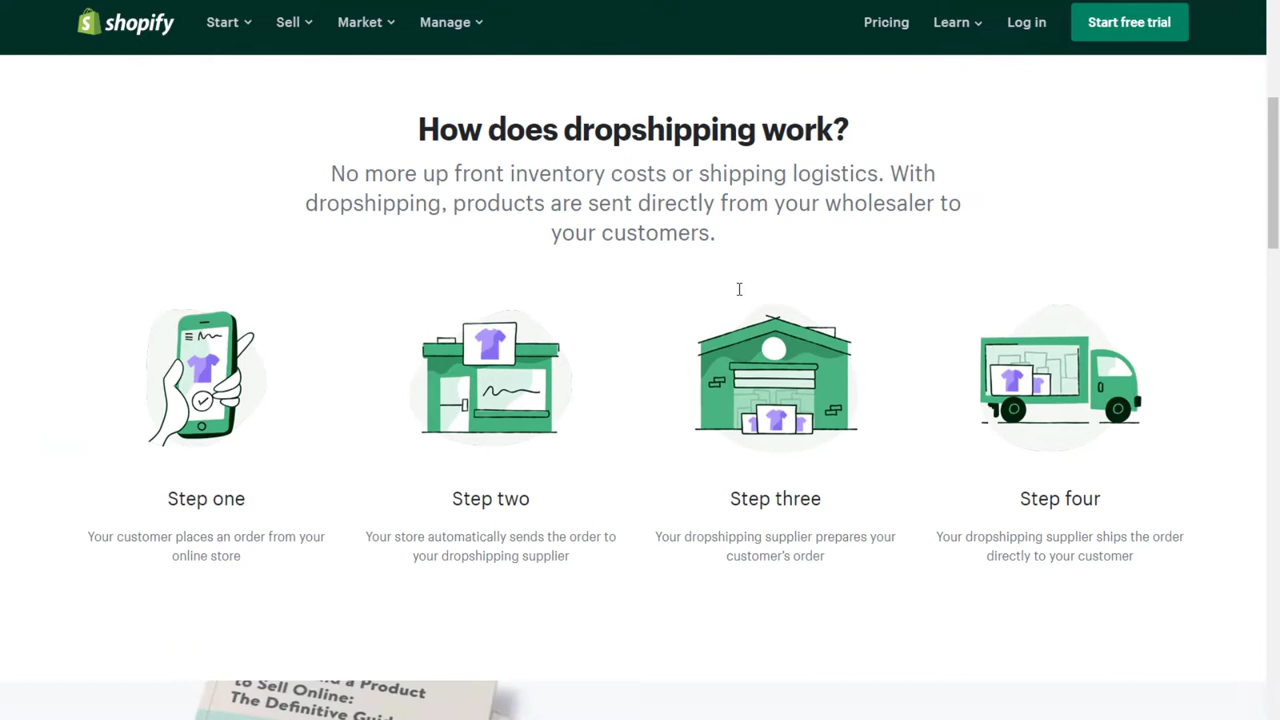 shopify
Start
Sell
Market
Manage
Pricing
Learn
Log in
Start free trial
How does dropshipping work?
No more up front inventory costs or shipping logistics. With
dropshipping, products are sent directly from your wholesaler to
your customers.
Step one
Your customer places an order from your
online store
Step two
Your store automatically sends the order to
your dropshipping supplier
Step three
Your dropshipping supplier prepares your
customer's order
Step four
Your dropshipping supplier ships the order
directly to your customer
a Product
to Sell Online:
The Definitive